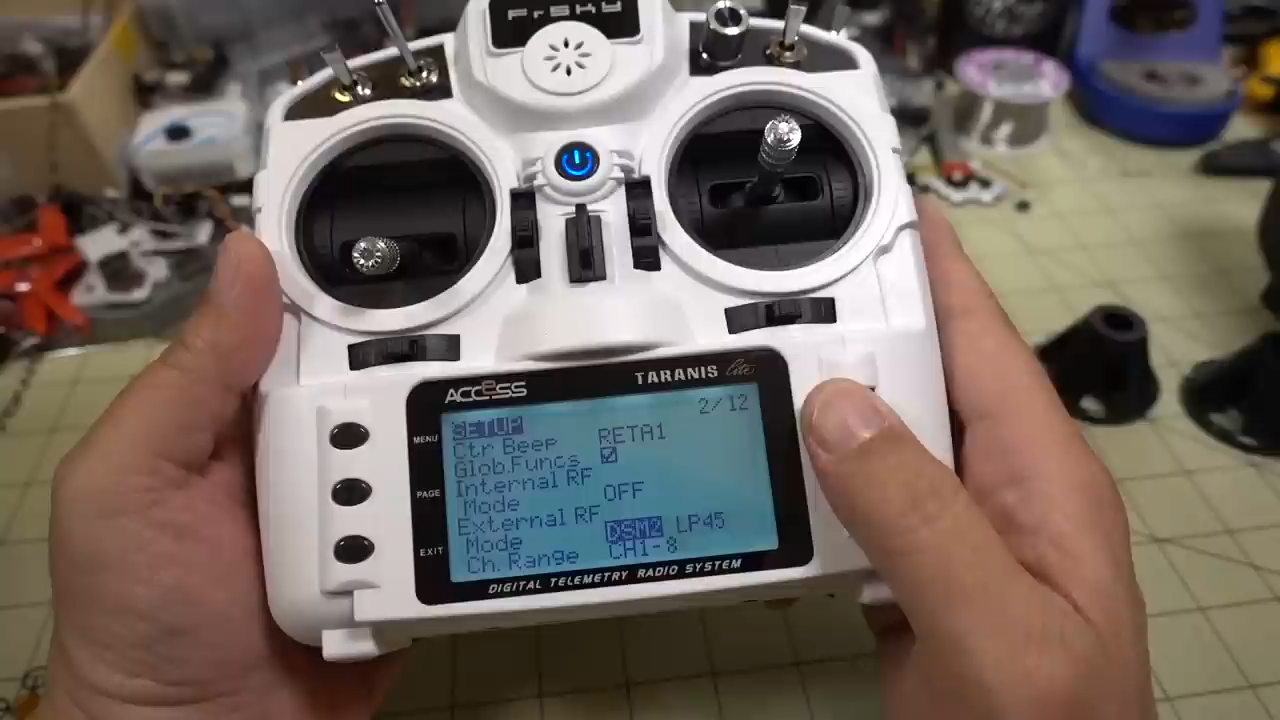 FrSKY
ACCESS
TARANIS lite
MENU
PAGE
EXIT
SETUP 2/12
Ctr Beep RETA1
Glob.Funcs
Internal RF
Mode OFF
External RF
Mode DSM2 LP45
Ch. Range CH1-8
DIGITAL TELEMETRY RADIO SYSTEM